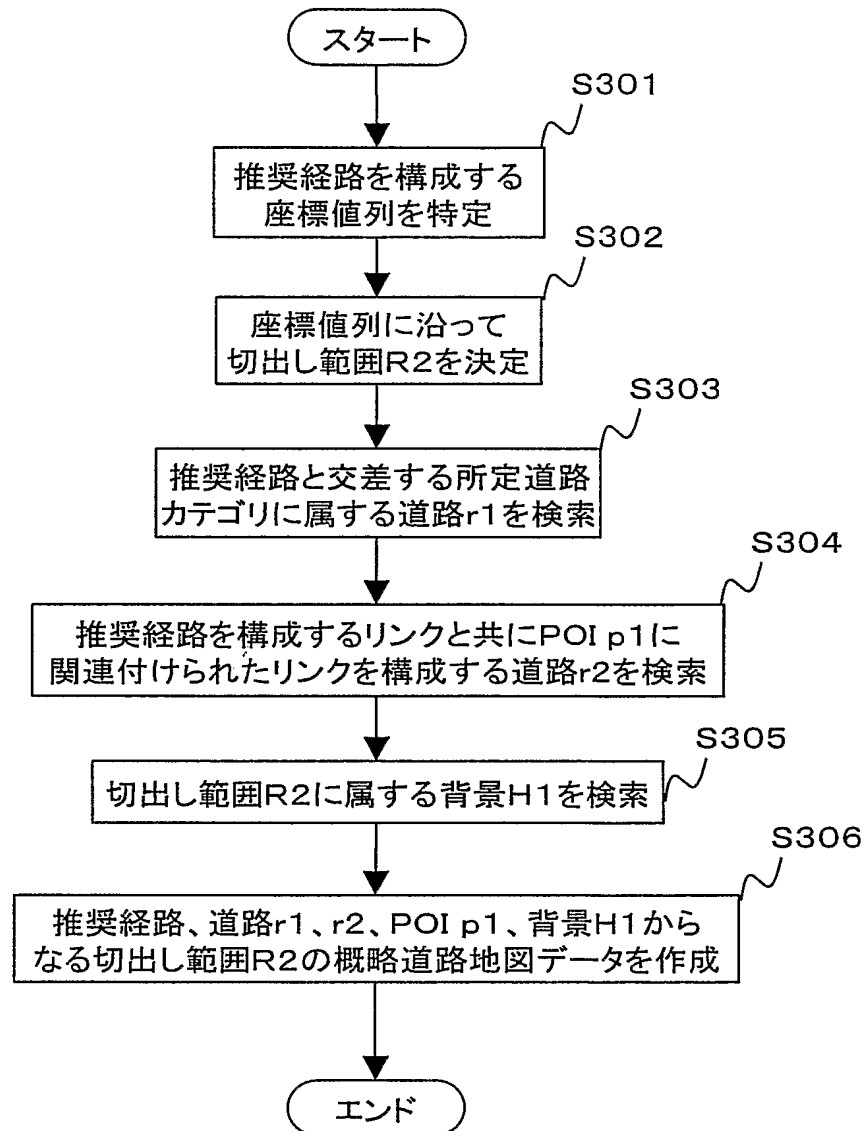 スタート
S301
推奨経路を構成する
座標値列を特定
S302
座標値列に沿って
切出し範囲R2を決定
S303
推奨経路と交差する所定道路
カテゴリに属する道路r1を検索
S304
推奨経路を構成するリンクと共にPOI p1に
関連付けられたリンクを構成する道路r2を検索
S305
切出し範囲R2に属する背景H1を検索
S306
推奨経路、道路r1、r2、POI p1、背景H1から
なる切出し範囲R2の概略道路地図データを作成
エンド